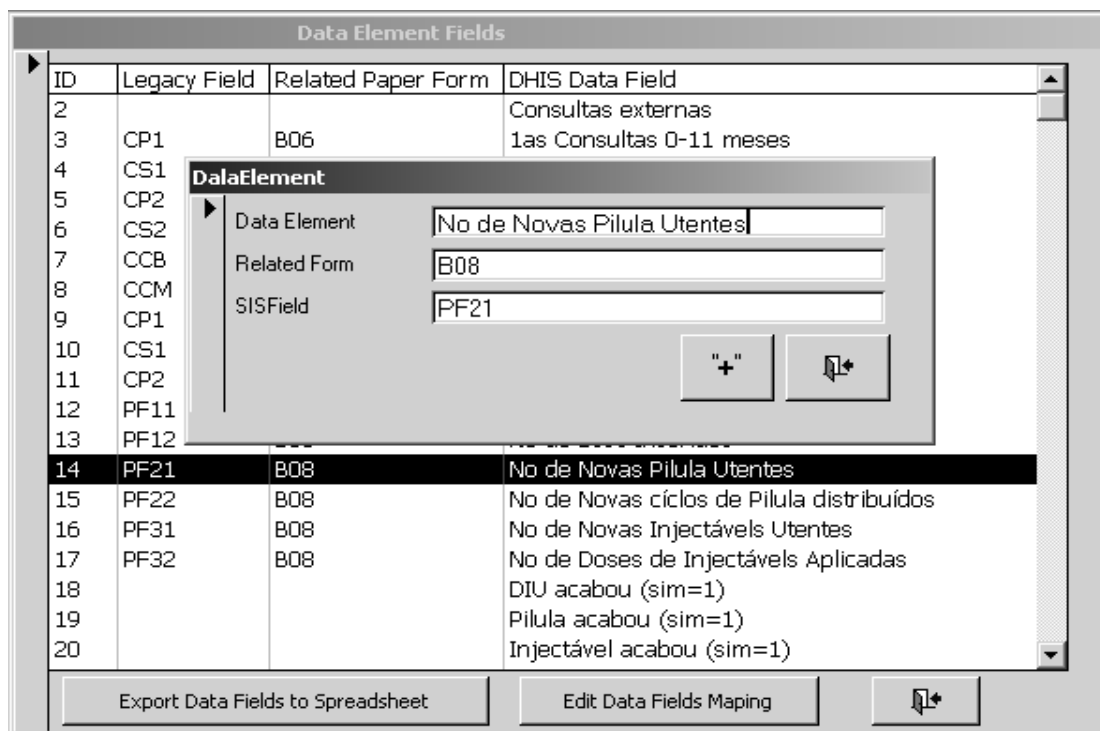 Data Element Fields
ID Legacy Field Related Paper Form DHIS Data Field
2 Consultas externas
3 CP1 B06 1as Consultas 0-11 meses
4 CS1
DalaElement
5 CP2
Data Element No de Novas Pilula Utentes
6 CS2
7 CCB
Related Form B08
8 CCM
SISField PF21
9 CP1
10 CS1
"+"
11 CP2
12 PF11
13 PF12
14 PF21 B08 No de Novas Pilula Utentes
15 PF22 B08 No de Novas cíclos de Pilula distribuídos
16 PF31 B08 No de Novas Injectávels Utentes
17 PF32 B08 No de Doses de Injectávels Aplicadas
18 DIU acabou (sim=1)
19 Pilula acabou (sim=1)
20 Injectável acabou (sim=1)
Export Data Fields to Spreadsheet Edit Data Fields Maping